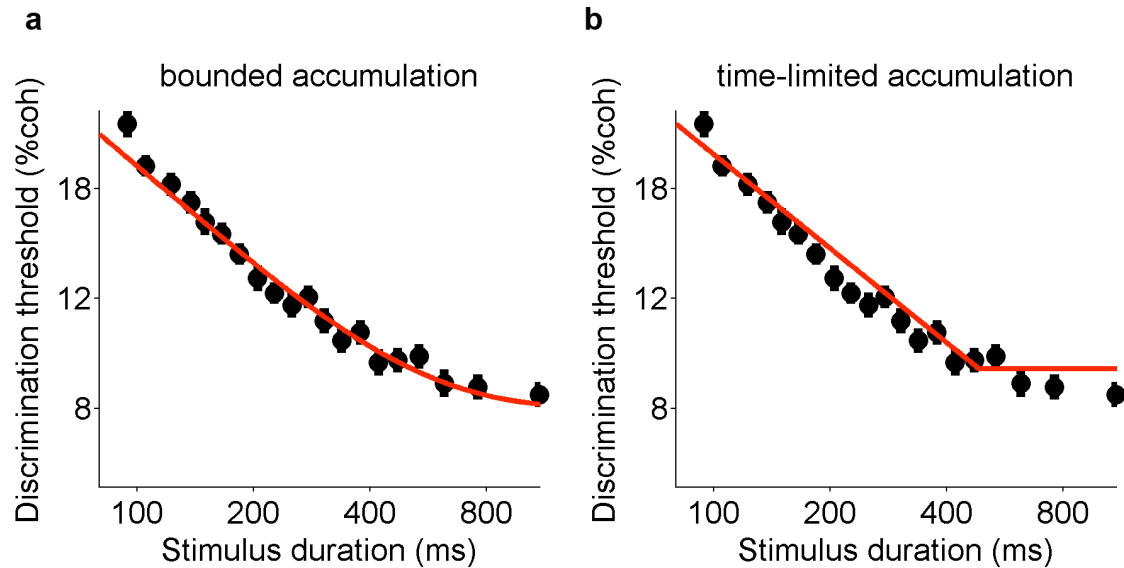 a
bounded accumulation
Discrimination threshold (%coh)
18
12
8
100 200 400 800
Stimulus duration (ms)
b
time-limited accumulation
Discrimination threshold (%coh)
18
12
8
100 200 400 800
Stimulus duration (ms)